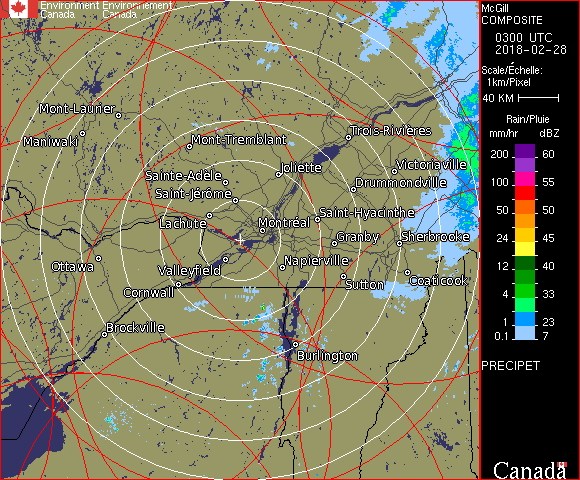 Environment Environnement
Canada Canada
Mont-Laurier
Maniwaki
Mont-Tremblant
Trois-Rivières
Joliette
Victoriaville
Sainte-Adèle
Drummondville
Saint-Jérôme
Lachute
Saint-Hyacinthe
Montréal
Granby
Sherbrooke
Ottawa
Valleyfield
Napierville
Sutton
Coaticook
Cornwall
Brockville
Burlington
McGill
COMPOSITE
0300 UTC
2018-02-28
Scale/Échelle:
1km/Pixel
40 KM
Rain/Pluie
mm/hr dBZ
200 60
100 55
50 50
24 45
12 40
4 33
1 23
0.1 7
PRECIPET
Canada